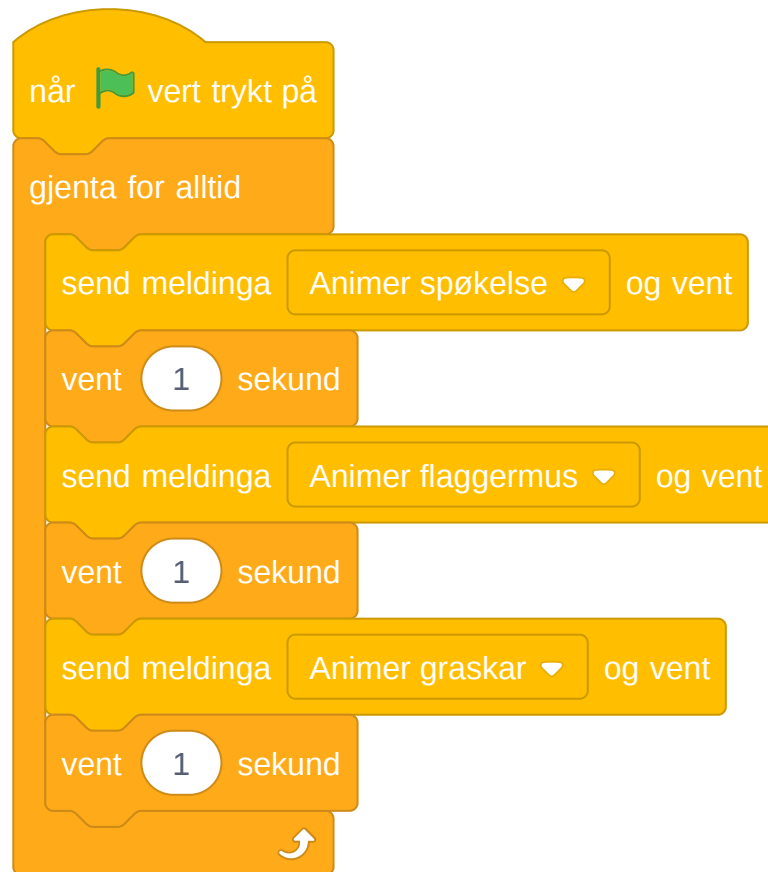 når vert trykt på
gjenta for alltid
send meldinga Animer spøkelse og vent
vent 1 sekund
send meldinga Animer flaggermus og vent
vent 1 sekund
send meldinga Animer graskar og vent
vent 1 sekund